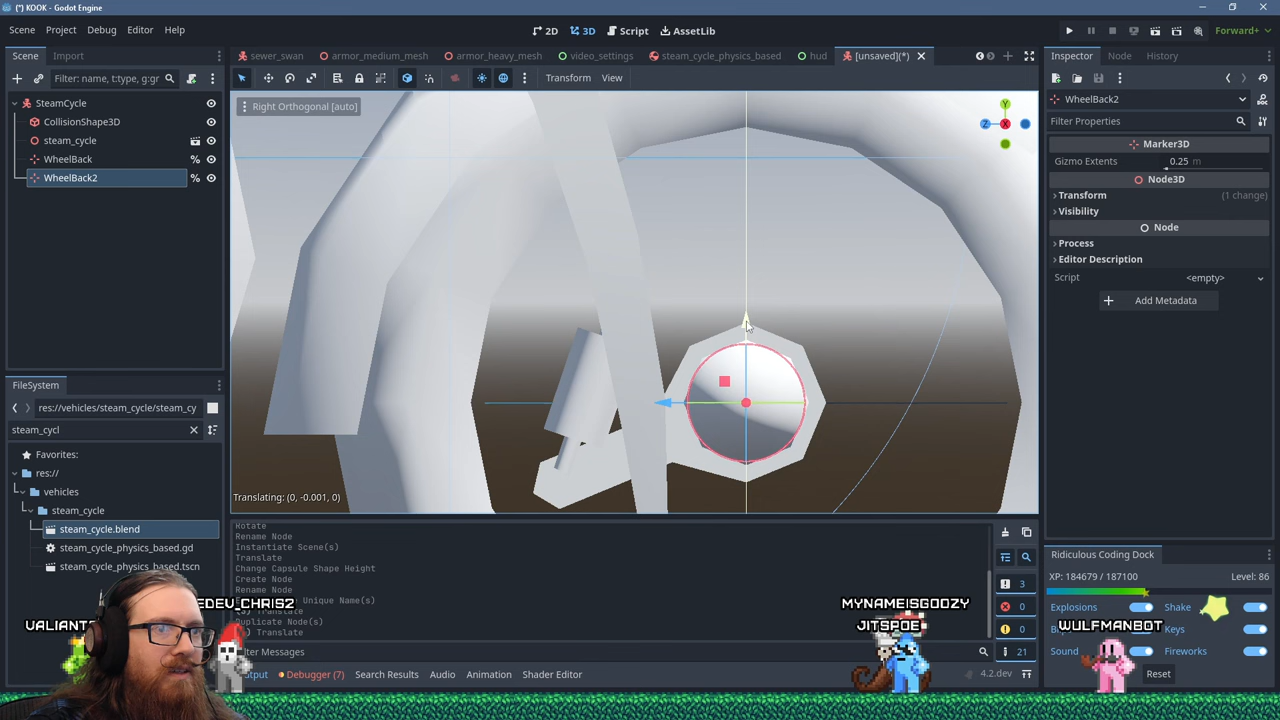 (*) KOOK - Godot Engine
Scene Project Debug Editor Help
2D 3D Script AssetLib
Forward+
Scene Import
sewer_swan armor_medium_mesh armor_heavy_mesh video_settings steam_cycle_physics_based hud [unsaved](*)
Inspector Node History
Filter: name, t:type, g:gr
Transform View
WheelBack2
Filter Properties
SteamCycle
CollisionShape3D
steam_cycle
WheelBack
WheelBack2
Right Orthogonal [auto]
Y
Z
X
Marker3D
Gizmo Extents 0.25 m
Node3D
Transform (1 change)
Visibility
Node
Process
Editor Description
Script <empty>
Add Metadata
FileSystem
res://vehicles/steam_cycle/steam_cy
steam_cycl
Favorites:
res://
vehicles
steam_cycle
steam_cycle.blend
steam_cycle_physics_based.gd
steam_cycle_physics_based.tscn
Translating: (0, -0.001, 0)
Rotate
Rename Node
Instantiate Scene(s)
Translate
Change Capsule Shape Height
Create Node
Rename Node
Unique Name(s)
Translate
Duplicate Node(s)
Translate
lter Messages
3
0
0
21
tput Debugger (7) Search Results Audio Animation Shader Editor
4.2.dev
Ridiculous Coding Dock
XP: 184679 / 187100 Level: 86
Explosions Shake
Keys
Sound Fireworks
Reset
EDEV_CHRIS2
VALIANT
MYNAMEISGOOZY
JITSPOE
WULFMANBOT